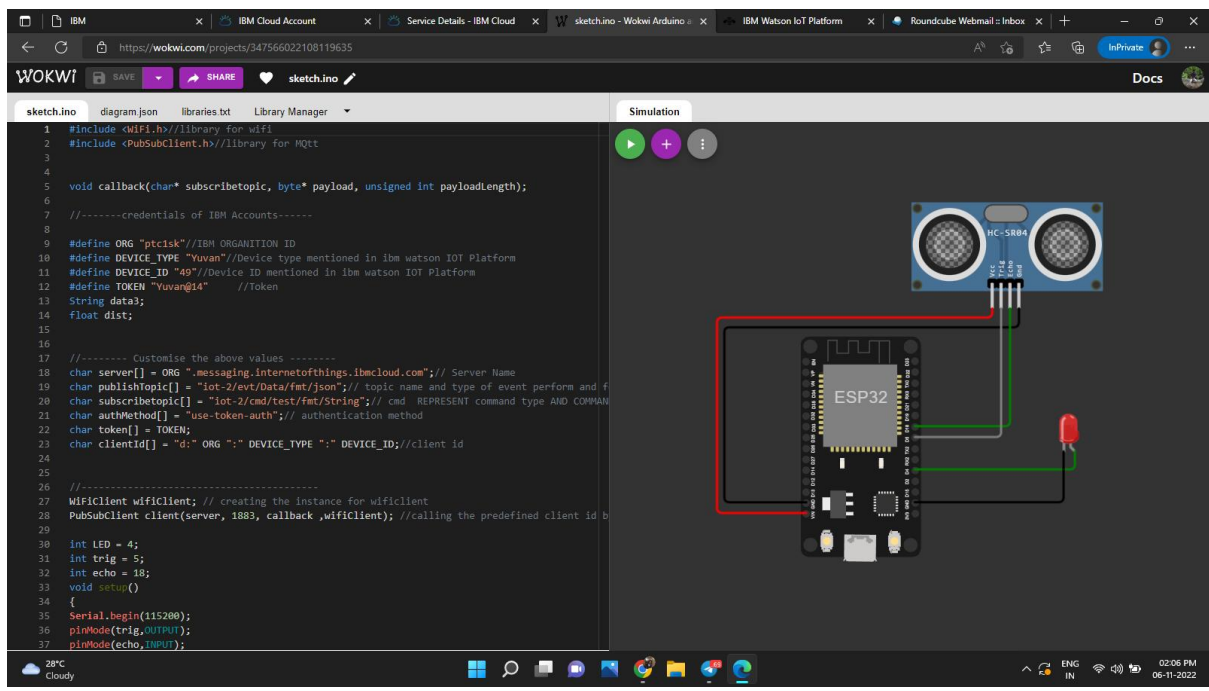 IBM
IBM Cloud Account
Service Details - IBM Cloud
sketch.ino - Wokwi Arduino a
IBM Watson IoT Platform
Roundcube Webmail :: Inbox
https://wokwi.com/projects/347566022108119635
InPrivate
WOKWI
SAVE
SHARE
sketch.ino
Docs
sketch.ino
diagram.json
libraries.txt
Library Manager
Simulation
1 #include <WiFi.h>//library for wifi
2 #include <PubSubClient.h>//library for MQtt
3
4
5 void callback(char* subscribetopic, byte* payload, unsigned int payloadLength);
6
7 //-------credentials of IBM Accounts------
8
9 #define ORG "ptc1sk"//IBM ORGANITION ID
10 #define DEVICE_TYPE "Yuvan"//Device type mentioned in ibm watson IOT Platform
11 #define DEVICE_ID "49"//Device ID mentioned in ibm watson IOT Platform
12 #define TOKEN "Yuvan@14" //Token
13 String data3;
14 float dist;
15
16
17 //-------- Customise the above values --------
18 char server[] = ORG ".messaging.internetofthings.ibmcloud.com";// Server Name
19 char publishTopic[] = "iot-2/evt/Data/fmt/json";// topic name and type of event perform and f
20 char subscribetopic[] = "iot-2/cmd/test/fmt/String";// cmd REPRESENT command type AND COMMAN
21 char authMethod[] = "use-token-auth";// authentication method
22 char token[] = TOKEN;
23 char clientId[] = "d:" ORG ":" DEVICE_TYPE ":" DEVICE_ID;//client id
24
25
26 //-----------------------------------------
27 WiFiClient wifiClient; // creating the instance for wificlient
28 PubSubClient client(server, 1883, callback ,wifiClient); //calling the predefined client id b
29
30 int LED = 4;
31 int trig = 5;
32 int echo = 18;
33 void setup()
34 {
35 Serial.begin(115200);
36 pinMode(trig,OUTPUT);
37 pinMode(echo,INPUT);
HC-SR04
Vcc
Trig
Echo
Gnd
ESP32
28°C
Cloudy
ENG
IN
02:06 PM
06-11-2022